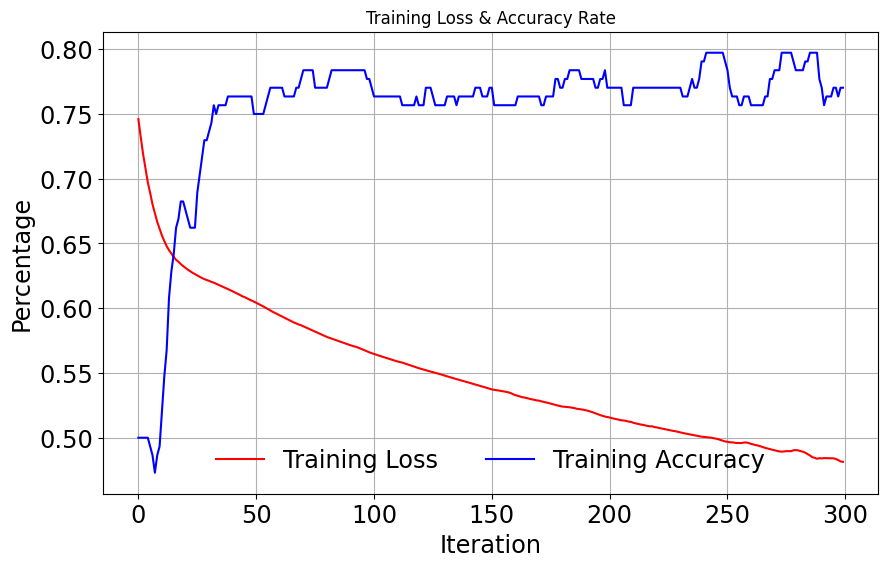 Training Loss & Accuracy Rate
Percentage
0.80
0.75
0.70
0.65
0.60
0.55
0.50
Training Loss
Training Accuracy
0 50 100 150 200 250 300
Iteration